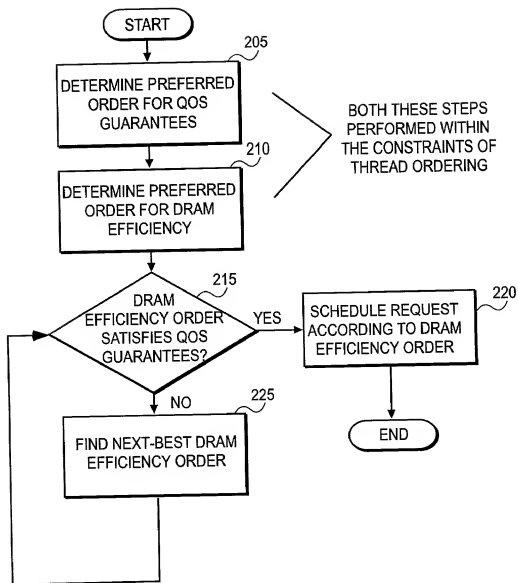 START
205
DETERMINE PREFERRED
ORDER FOR QOS
GUARANTEES
BOTH THESE STEPS
PERFORMED WITHIN
THE CONSTRAINTS OF
THREAD ORDERING
210
DETERMINE PREFERRED
ORDER FOR DRAM
EFFICIENCY
215
DRAM
EFFICIENCY ORDER
SATISFIES QOS
GUARANTEES?
YES
220
SCHEDULE REQUEST
ACCORDING TO DRAM
EFFICIENCY ORDER
END
NO
225
FIND NEXT-BEST DRAM
EFFICIENCY ORDER